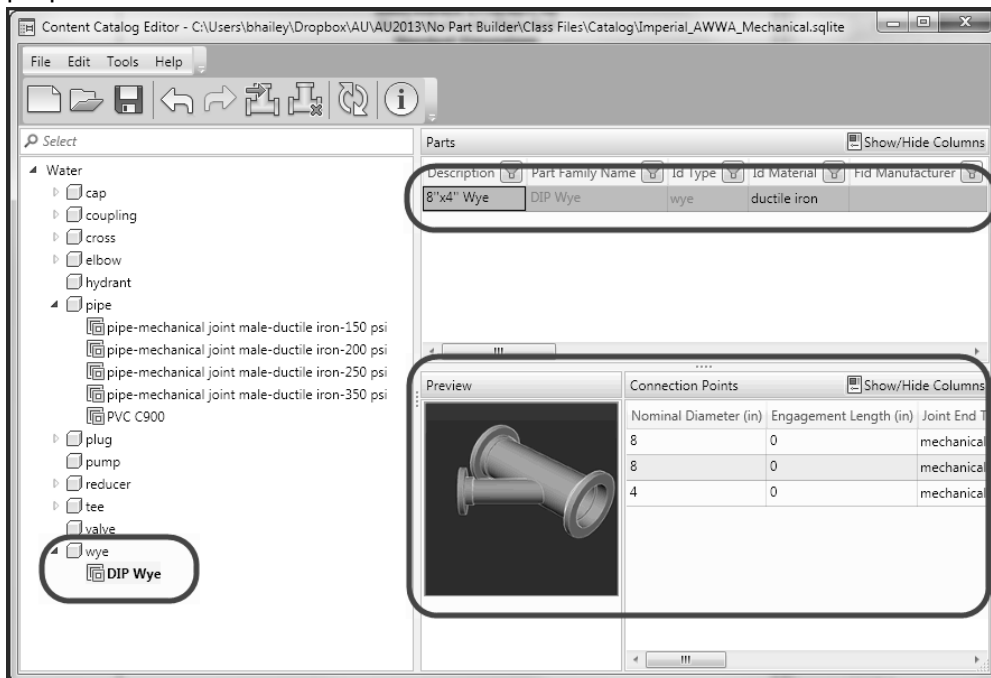 Content Catalog Editor - C:\Users\bhailey\Dropbox\AU\AU2013\No Part Builder\Class Files\Catalog\Imperial_AWWA_Mechanical.sqlite
File Edit Tools Help
Select
Water
cap
coupling
cross
elbow
hydrant
pipe
pipe-mechanical joint male-ductile iron-150 psi
pipe-mechanical joint male-ductile iron-200 psi
pipe-mechanical joint male-ductile iron-250 psi
pipe-mechanical joint male-ductile iron-350 psi
PVC C900
plug
pump
reducer
tee
valve
wye
DIP Wye
Parts Show/Hide Columns
Description Part Family Name Id Type Id Material Fid Manufacturer
8"x4" Wye DIP Wye wye ductile iron
Preview
Connection Points Show/Hide Columns
Nominal Diameter (in) Engagement Length (in) Joint End T
8 0 mechanical
8 0 mechanical
4 0 mechanical